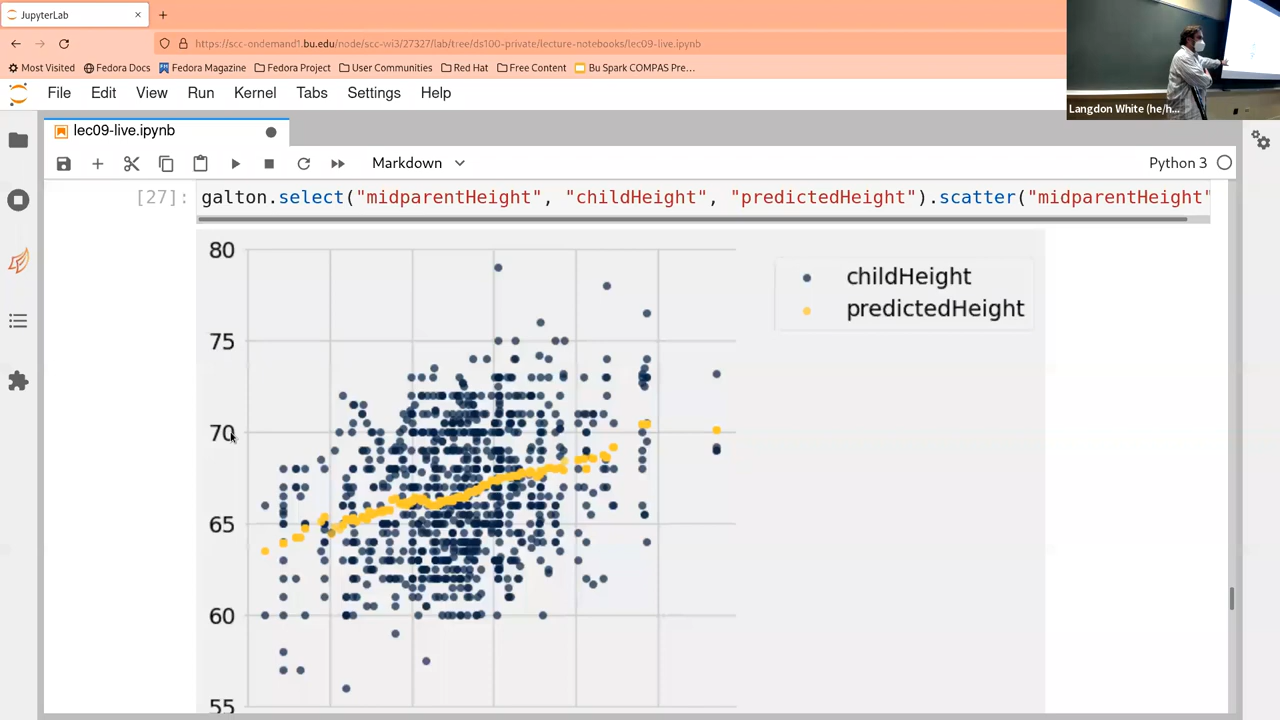 JupyterLab
https://scc-ondemand1.bu.edu/node/scc-wi3/27327/lab/tree/ds100-private/lecture-notebooks/lec09-live.ipynb
Most Visited Fedora Docs Fedora Magazine Fedora Project User Communities Red Hat Free Content Bu Spark COMPAS Pre...
Langdon White (he/h...
File Edit View Run Kernel Tabs Settings Help
lec09-live.ipynb
Markdown Python 3
[27]: galton.select("midparentHeight", "childHeight", "predictedHeight").scatter("midparentHeight"
80
childHeight
predictedHeight
75
70
65
60
55